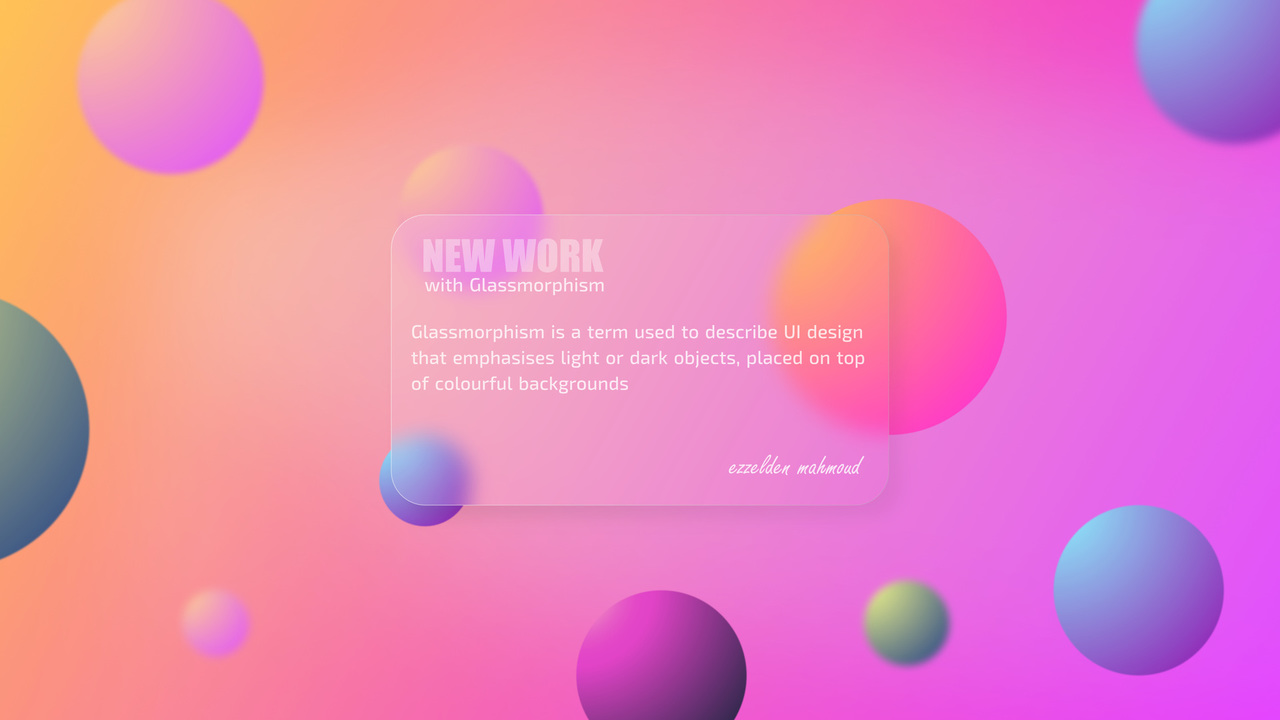 NEW WORK
with Glassmorphism
Glassmorphism is a term used to describe UI design
that emphasises light or dark objects, placed on top
of colourful backgrounds
ezzelden mahmoud